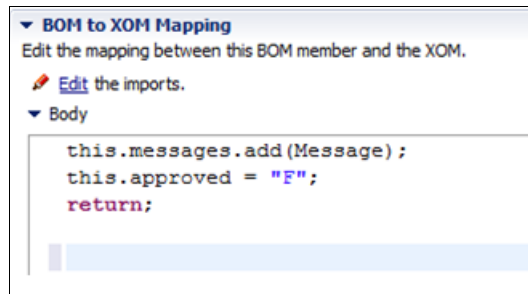 BOM to XOM Mapping
Edit the mapping between this BOM member and the XOM.
Edit the imports.
Body
this.messages.add(Message);
this.approved = "F";
return;